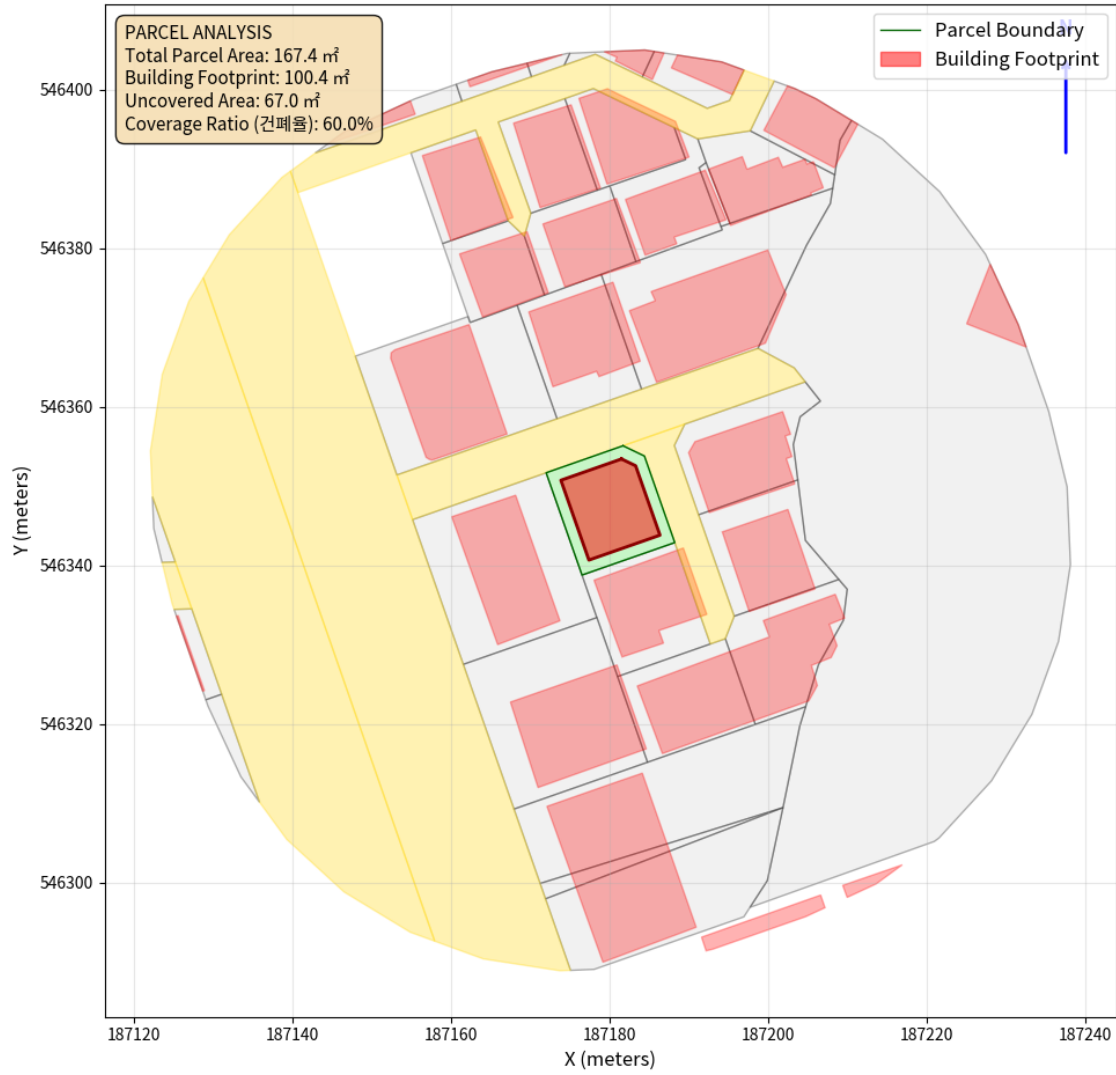 PARCEL ANALYSIS
Total Parcel Area: 167.4 ㎡
Building Footprint: 100.4 ㎡
Uncovered Area: 67.0 ㎡
Coverage Ratio (건폐율): 60.0%
Parcel Boundary
Building Footprint
N
546400
546380
546360
546340
546320
546300
Y (meters)
187120
187140
187160
187180
187200
187220
187240
X (meters)